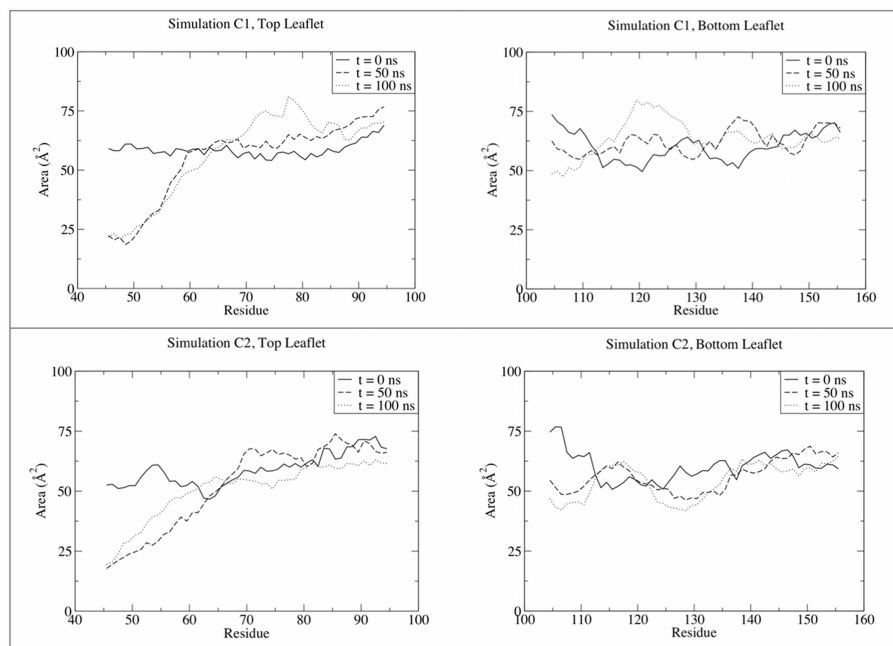 Simulation C1, Top Leaflet
100
75
50
25
0
Area (Å2)
t = 0 ns
t = 50 ns
t = 100 ns
40 50 60 70 80 90 100
Residue
Simulation C1, Bottom Leaflet
100
75
50
25
0
Area (Å2)
t = 0 ns
t = 50 ns
t = 100 ns
100 110 120 130 140 150 160
Residue
Simulation C2, Top Leaflet
100
75
50
25
0
Area (Å2)
t = 0 ns
t = 50 ns
t = 100 ns
40 50 60 70 80 90 100
Residue
Simulation C2, Bottom Leaflet
100
75
50
25
0
Area (Å2)
t = 0 ns
t = 50 ns
t = 100 ns
100 110 120 130 140 150 160
Residue